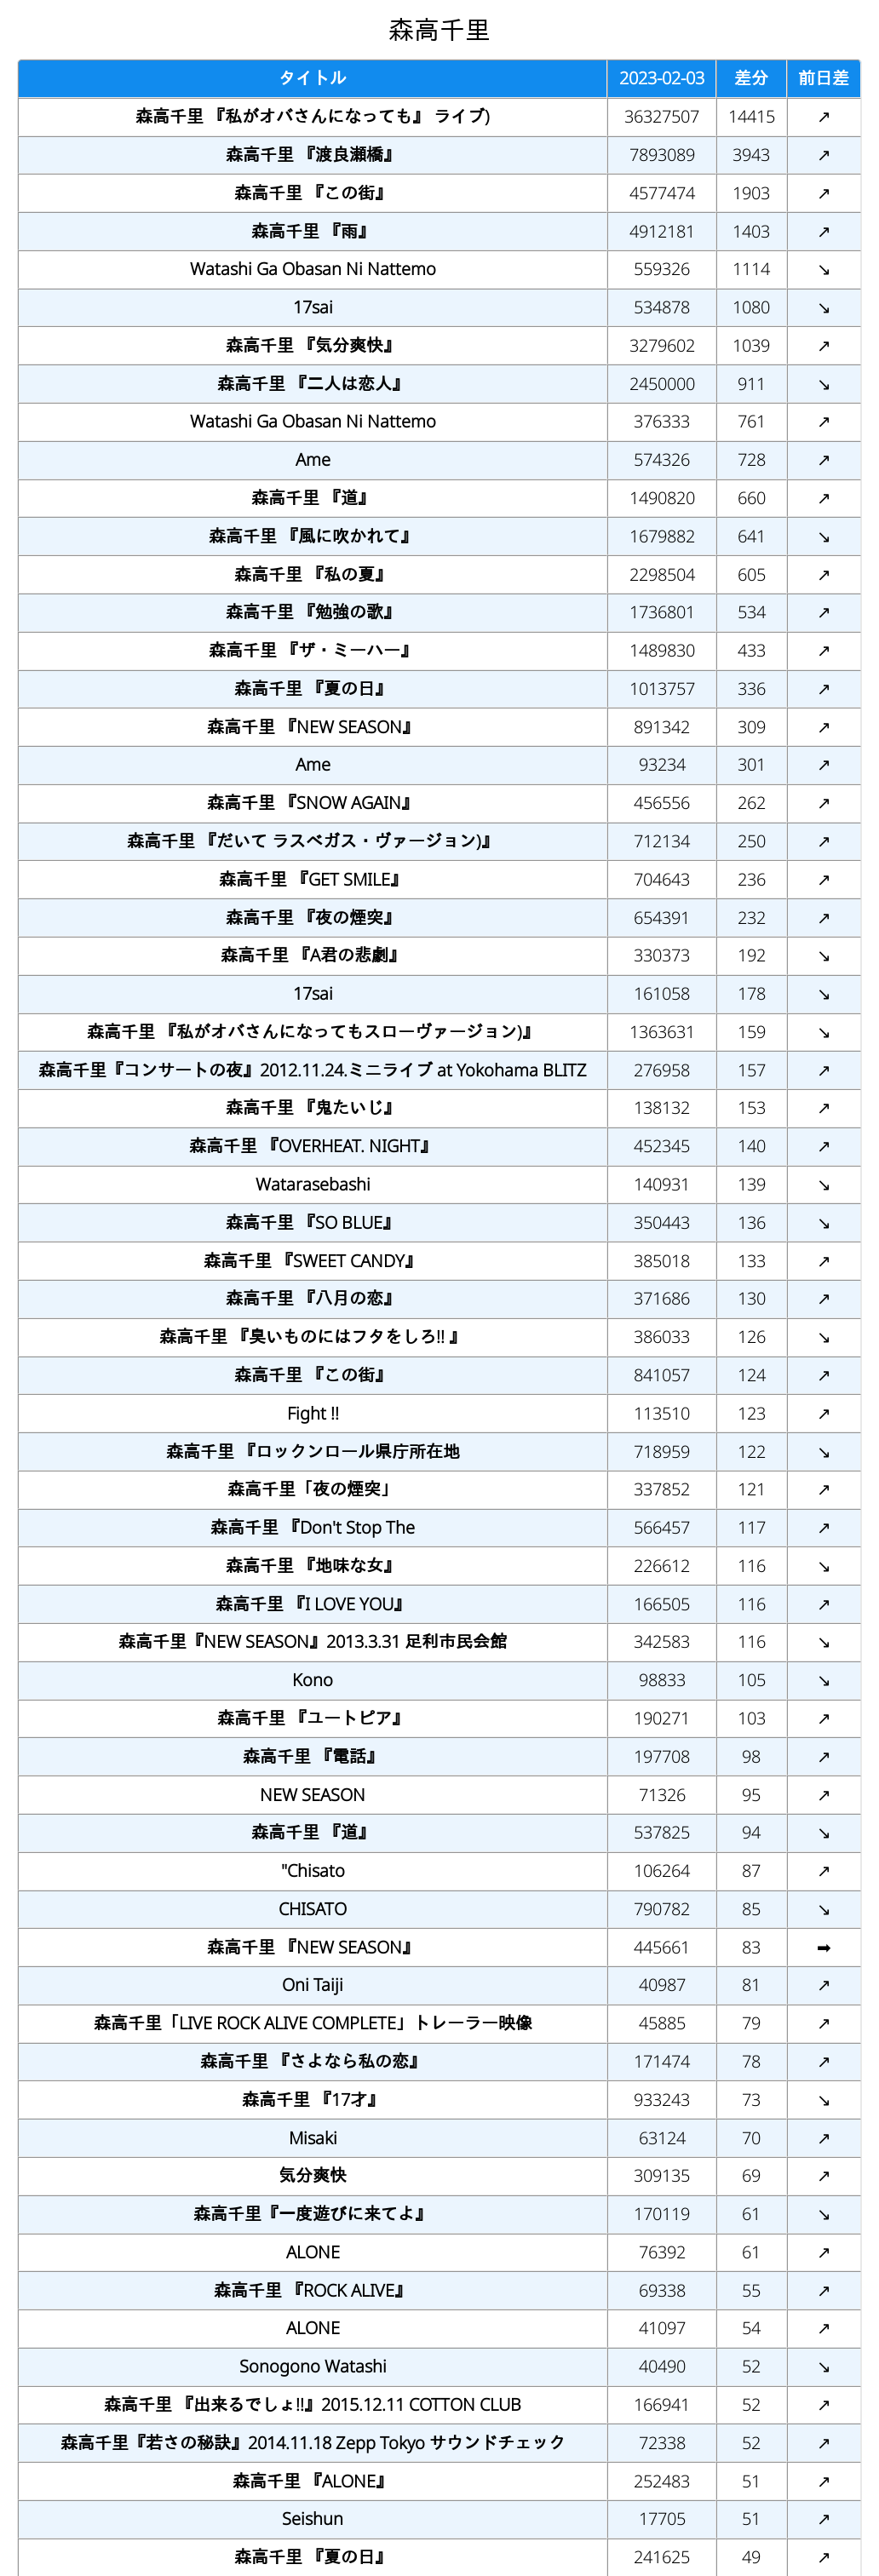 森高千里
タイトル 2023-02-03 差分 前日差
森高千里 『私がオバさんになっても』 ライブ) 36327507 14415 ↗
森高千里 『渡良瀬橋』 7893089 3943 ↗
森高千里 『この街』 4577474 1903 ↗
森高千里 『雨』 4912181 1403 ↗
Watashi Ga Obasan Ni Nattemo 559326 1114 ↘
17sai 534878 1080 ↘
森高千里 『気分爽快』 3279602 1039 ↗
森高千里 『二人は恋人』 2450000 911 ↘
Watashi Ga Obasan Ni Nattemo 376333 761 ↗
Ame 574326 728 ↗
森高千里 『道』 1490820 660 ↗
森高千里 『風に吹かれて』 1679882 641 ↘
森高千里 『私の夏』 2298504 605 ↗
森高千里 『勉強の歌』 1736801 534 ↗
森高千里 『ザ・ミーハー』 1489830 433 ↗
森高千里 『夏の日』 1013757 336 ↗
森高千里 『NEW SEASON』 891342 309 ↗
Ame 93234 301 ↗
森高千里 『SNOW AGAIN』 456556 262 ↗
森高千里 『だいて ラスベガス・ヴァージョン)』 712134 250 ↗
森高千里 『GET SMILE』 704643 236 ↗
森高千里 『夜の煙突』 654391 232 ↗
森高千里 『A君の悲劇』 330373 192 ↘
17sai 161058 178 ↘
森高千里 『私がオバさんになってもスローヴァージョン)』 1363631 159 ↘
森高千里『コンサートの夜』2012.11.24.ミニライブ at Yokohama BLITZ 276958 157 ↗
森高千里 『鬼たいじ』 138132 153 ↗
森高千里 『OVERHEAT. NIGHT』 452345 140 ↗
Watarasebashi 140931 139 ↘
森高千里 『SO BLUE』 350443 136 ↘
森高千里 『SWEET CANDY』 385018 133 ↗
森高千里 『八月の恋』 371686 130 ↗
森高千里 『臭いものにはフタをしろ!! 』 386033 126 ↘
森高千里 『この街』 841057 124 ↗
Fight !! 113510 123 ↗
森高千里 『ロックンロール県庁所在地 718959 122 ↘
森高千里「夜の煙突」 337852 121 ↗
森高千里 『Don't Stop The 566457 117 ↗
森高千里 『地味な女』 226612 116 ↘
森高千里 『I LOVE YOU』 166505 116 ↗
森高千里『NEW SEASON』2013.3.31 足利市民会館 342583 116 ↘
Kono 98833 105 ↘
森高千里 『ユートピア』 190271 103 ↗
森高千里 『電話』 197708 98 ↗
NEW SEASON 71326 95 ↗
森高千里 『道』 537825 94 ↘
"Chisato 106264 87 ↗
CHISATO 790782 85 ↘
森高千里 『NEW SEASON』 445661 83 ➡
Oni Taiji 40987 81 ↗
森高千里「LIVE ROCK ALIVE COMPLETE」トレーラー映像 45885 79 ↗
森高千里 『さよなら私の恋』 171474 78 ↗
森高千里 『17才』 933243 73 ↘
Misaki 63124 70 ↗
気分爽快 309135 69 ↗
森高千里『一度遊びに来てよ』 170119 61 ↘
ALONE 76392 61 ↗
森高千里 『ROCK ALIVE』 69338 55 ↗
ALONE 41097 54 ↗
Sonogono Watashi 40490 52 ↘
森高千里 『出来るでしょ!!』2015.12.11 COTTON CLUB 166941 52 ↗
森高千里『若さの秘訣』2014.11.18 Zepp Tokyo サウンドチェック 72338 52 ↗
森高千里 『ALONE』 252483 51 ↗
Seishun 17705 51 ↗
森高千里 『夏の日』 241625 49 ↗